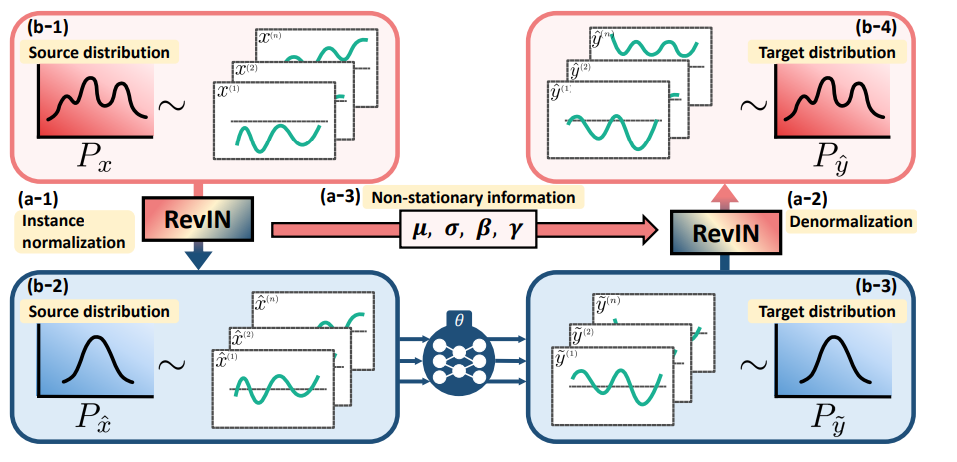 (b-1)
Source distribution
x^(n)
x^(2)
x^(1)
~
P_x
(b-4)
Target distribution
ŷ^(n)
ŷ^(2)
ŷ^(1)
~
P_ŷ
(a-1)
Instance
normalization
RevIN
(a-3)
Non-stationary information
μ, σ, β, γ
RevIN
(a-2)
Denormalization
(b-2)
Source distribution
x̂^(n)
x̂^(2)
x̂^(1)
~
P_x̂
θ
(b-3)
Target distribution
ỹ^(n)
ỹ^(2)
ỹ^(1)
~
P_ỹ